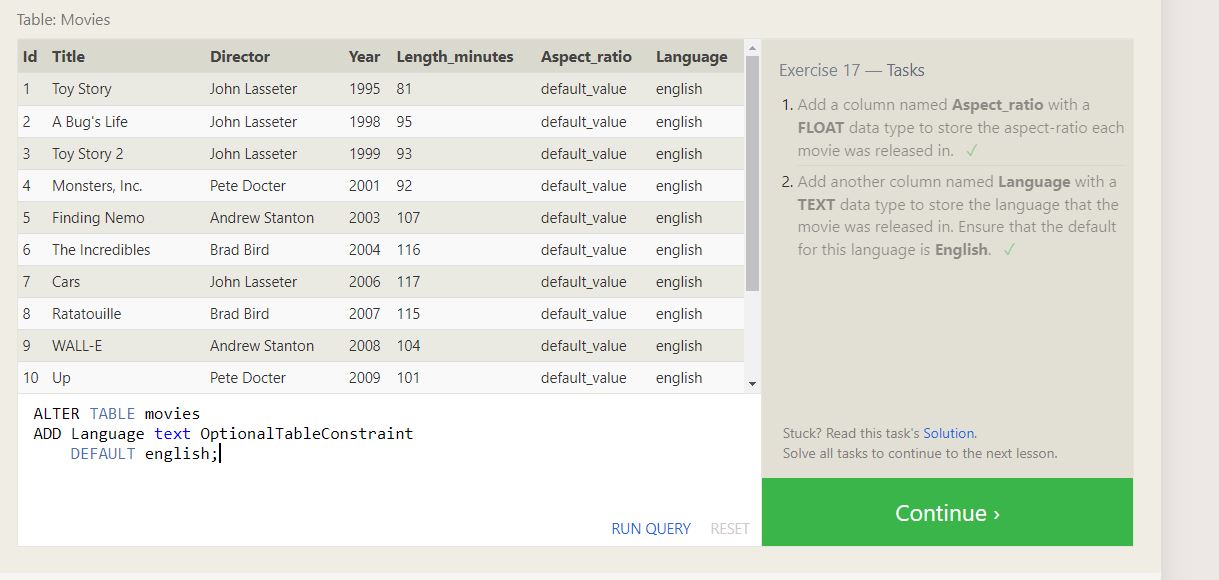 Table: Movies
Id Title Director Year Length_minutes Aspect_ratio Language
1 Toy Story John Lasseter 1995 81 default_value english
2 A Bug's Life John Lasseter 1998 95 default_value english
3 Toy Story 2 John Lasseter 1999 93 default_value english
4 Monsters, Inc. Pete Docter 2001 92 default_value english
5 Finding Nemo Andrew Stanton 2003 107 default_value english
6 The Incredibles Brad Bird 2004 116 default_value english
7 Cars John Lasseter 2006 117 default_value english
8 Ratatouille Brad Bird 2007 115 default_value english
9 WALL-E Andrew Stanton 2008 104 default_value english
10 Up Pete Docter 2009 101 default_value english
ALTER TABLE movies
ADD Language text OptionalTableConstraint
DEFAULT english;
RUN QUERY RESET
Exercise 17 — Tasks
1. Add a column named Aspect_ratio with a
FLOAT data type to store the aspect-ratio each
movie was released in. ✓
2. Add another column named Language with a
TEXT data type to store the language that the
movie was released in. Ensure that the default
for this language is English. ✓
Stuck? Read this task's Solution.
Solve all tasks to continue to the next lesson.
Continue ›